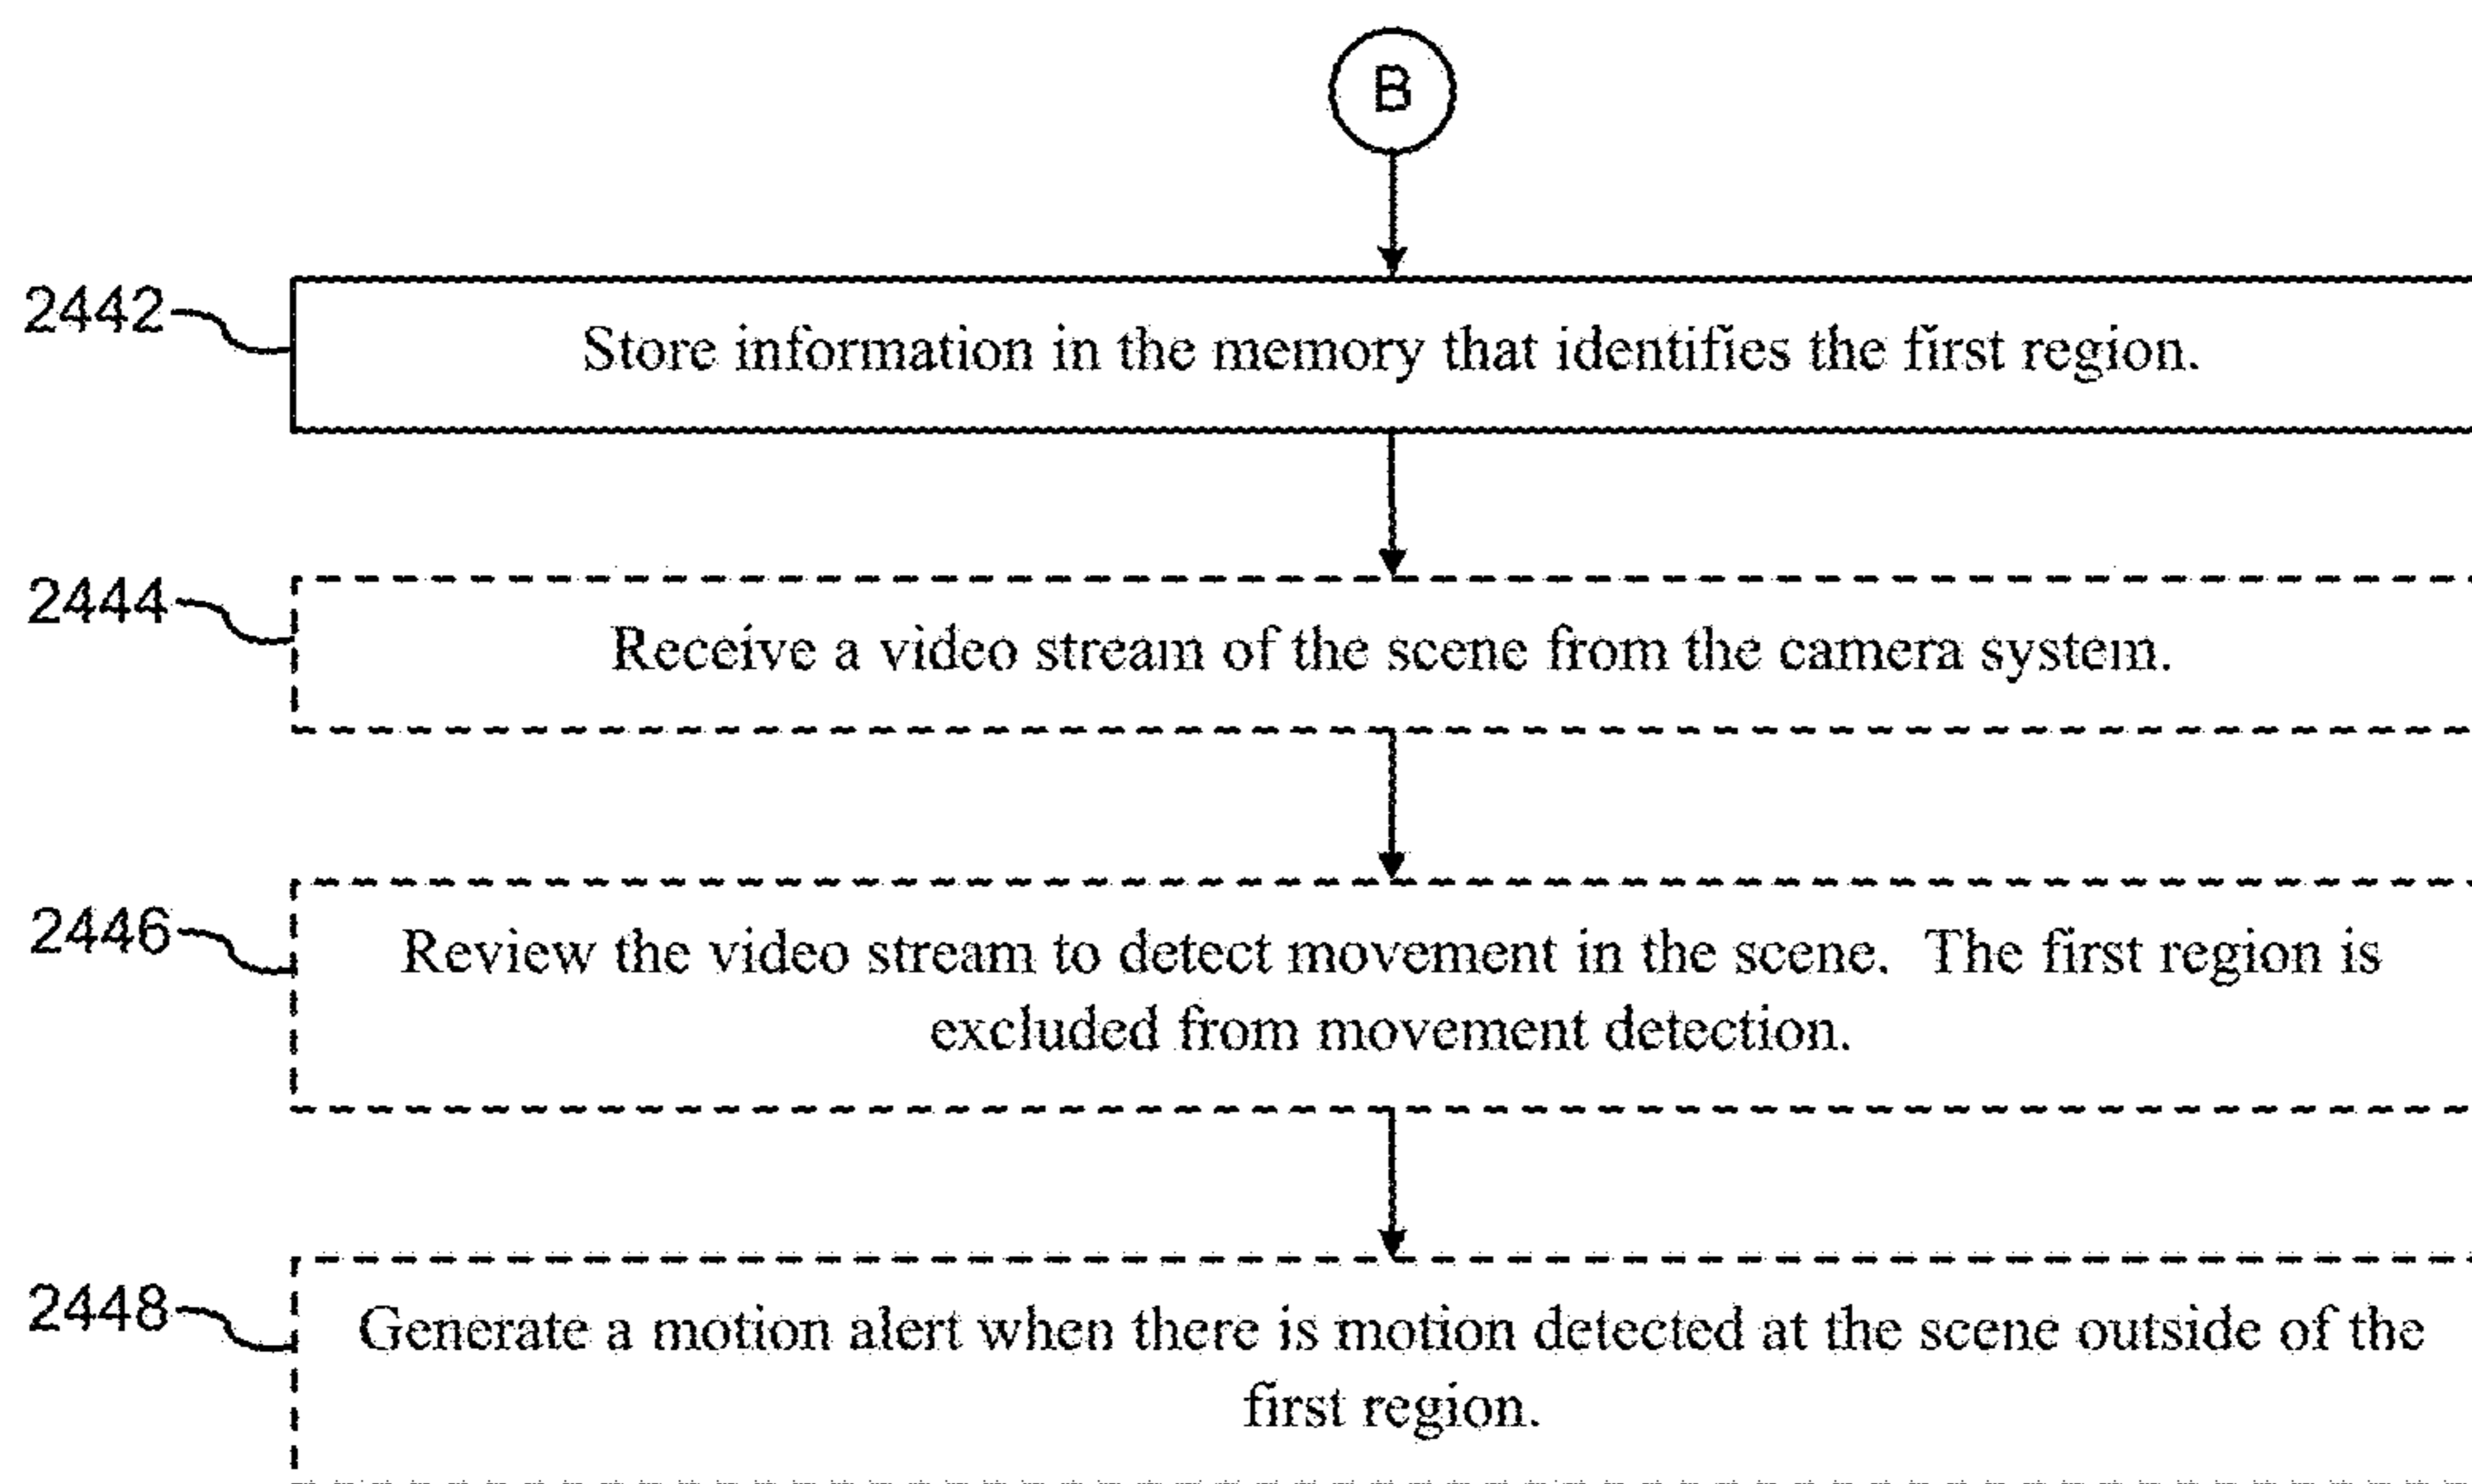 B
2442
Store information in the memory that identifies the first region.
2444
Receive a video stream of the scene from the camera system.
2446
Review the video stream to detect movement in the scene. The first region is
excluded from movement detection.
2448
Generate a motion alert when there is motion detected at the scene outside of the
first region.